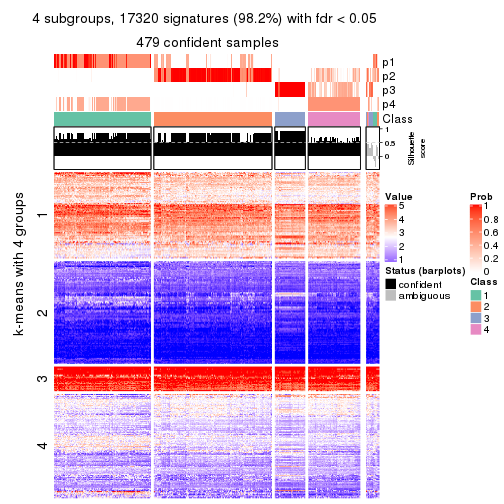 4 subgroups, 17320 signatures (98.2%) with fdr < 0.05
479 confident samples
p1
p2
p3
p4
Class
1
0.5
0
Silhouette
score
k-means with 4 groups
1
2
3
4
Value
5
4
3
2
1
Status (barplots)
confident
ambiguous
Prob
1
0.8
0.6
0.4
0.2
0
Class
1
2
3
4